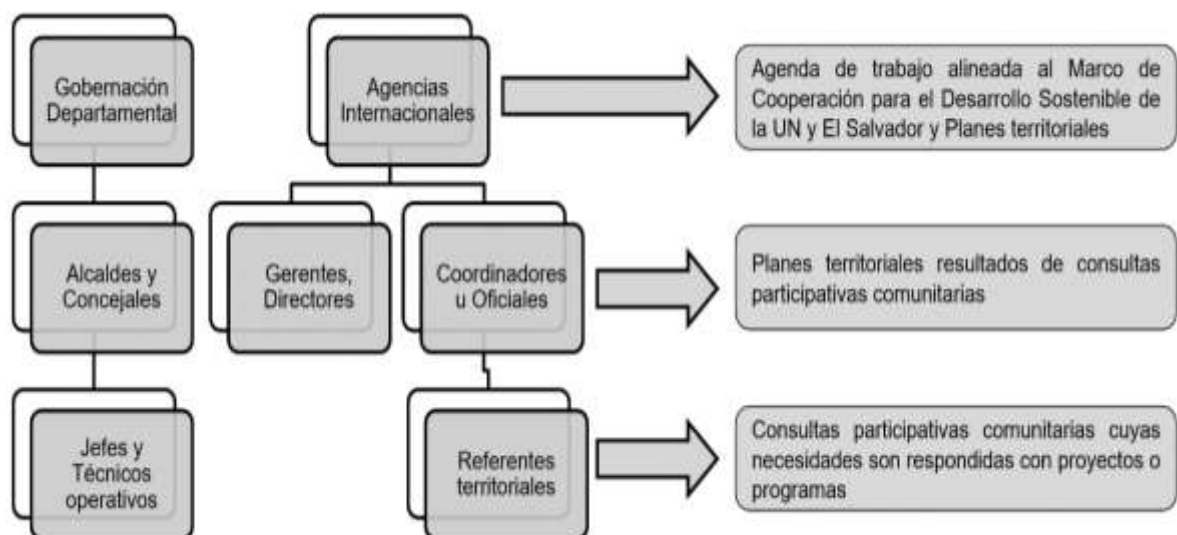 Gobernación
Departamental
Agencias
Internacionales
Agenda de trabajo alineada al Marco de
Cooperación para el Desarrollo Sostenible de
la UN y El Salvador y Planes territoriales
Alcaldes y
Concejales
Gerentes,
Directores
Coordinadores
u Oficiales
Planes territoriales resultados de consultas
participativas comunitarias
Jefes y
Técnicos
operativos
Referentes
territoriales
Consultas participativas comunitarias cuyas
necesidades son respondidas con proyectos o
programas